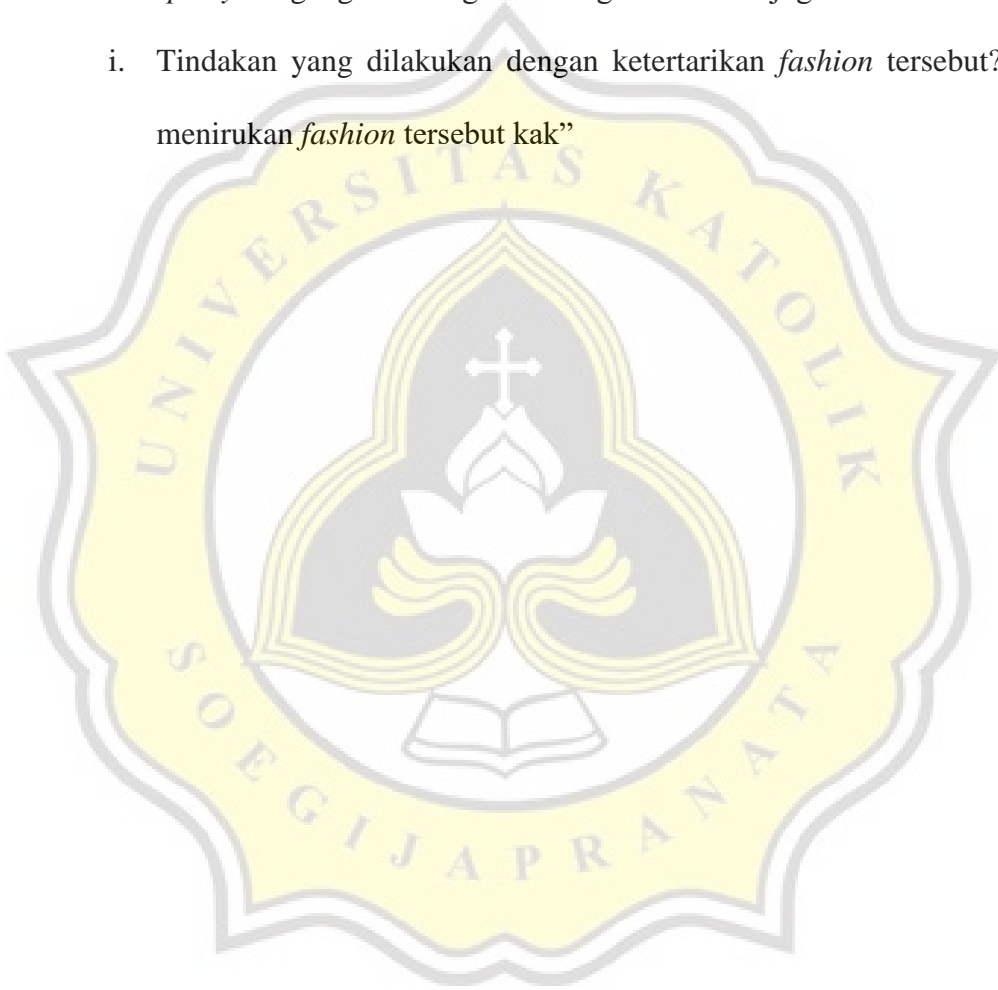 i. Tindakan yang dilakukan dengan ketertarikan fashion tersebut?
menirukan fashion tersebut kak”
UNIVERSITAS KATOLIK
SOEGIJAPRANATA